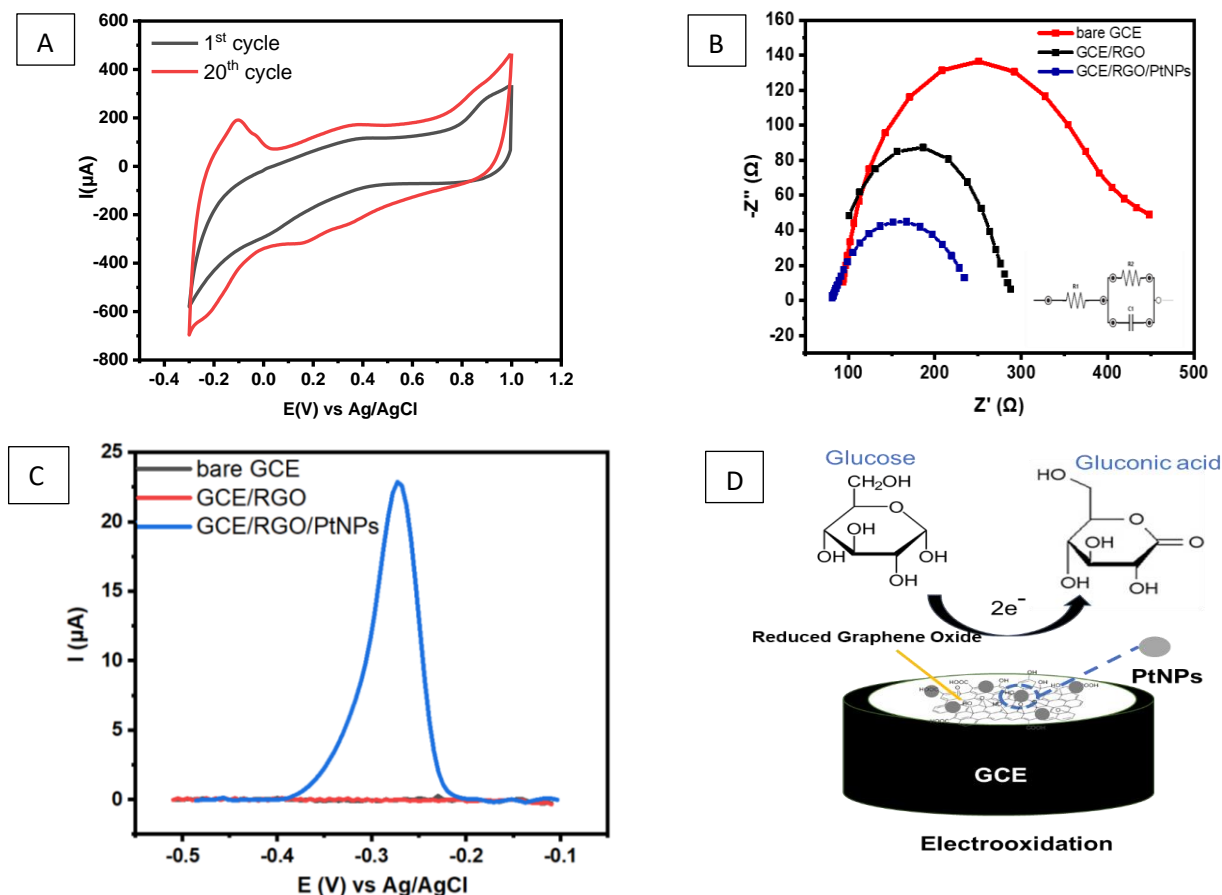 A
1st cycle
20th cycle
I(µA)
600
400
200
0
-200
-400
-600
-800
-0.4 -0.2 0.0 0.2 0.4 0.6 0.8 1.0 1.2
E(V) vs Ag/AgCl
B
bare GCE
GCE/RGO
GCE/RGO/PtNPs
-Z'' (Ω)
160
140
120
100
80
60
40
20
0
-20
R1
R2
C1
100 200 300 400 500
Z' (Ω)
C
bare GCE
GCE/RGO
GCE/RGO/PtNPs
I (µA)
25
20
15
10
5
0
-0.5 -0.4 -0.3 -0.2 -0.1
E (V) vs Ag/AgCl
D
Glucose
CH2OH
O
OH
OH
OH
OH
Gluconic acid
HO
O
O
OH
HO
OH
2e-
Reduced Graphene Oxide
PtNPs
HOOC
OH
COOH
GCE
Electrooxidation